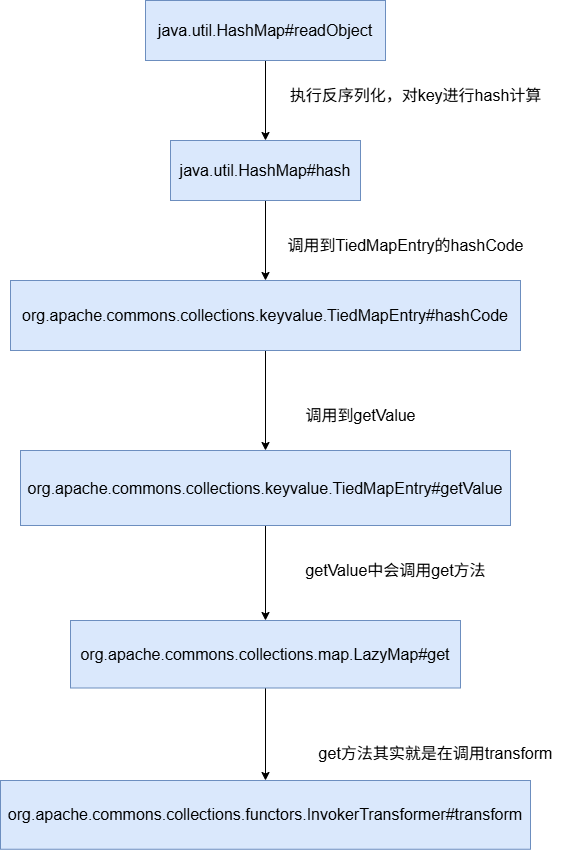 java.util.HashMap#readObject
执行反序列化，对key进行hash计算
java.util.HashMap#hash
调用到TiedMapEntry的hashCode
org.apache.commons.collections.keyvalue.TiedMapEntry#hashCode
调用到getValue
org.apache.commons.collections.keyvalue.TiedMapEntry#getValue
getValue中会调用get方法
org.apache.commons.collections.map.LazyMap#get
get方法其实就是在调用transform
org.apache.commons.collections.functors.InvokerTransformer#transform